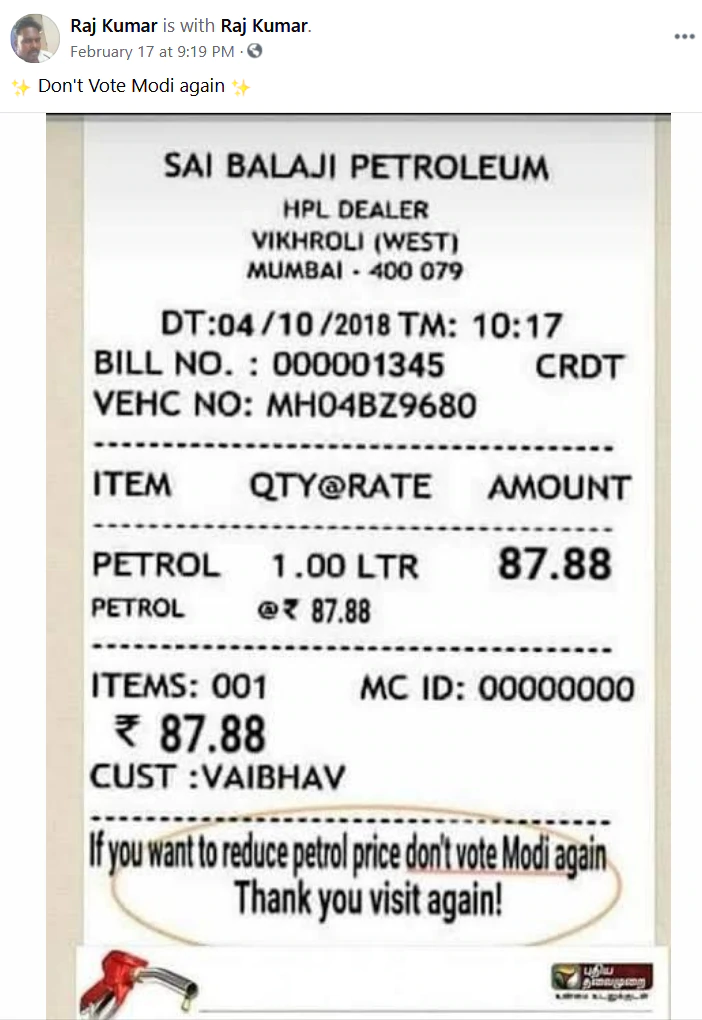 Raj Kumar is with Raj Kumar.
February 17 at 9:19 PM ·
✨ Don't Vote Modi again ✨
SAI BALAJI PETROLEUM
HPL DEALER
VIKHROLI (WEST)
MUMBAI - 400 079
DT:04/10/2018 TM: 10:17
BILL NO. : 000001345 CRDT
VEHC NO: MH04BZ9680
ITEM QTY@RATE AMOUNT
PETROL 1.00 LTR 87.88
PETROL @₹ 87.88
ITEMS: 001 MC ID: 00000000
₹ 87.88
CUST :VAIBHAV
If you want to reduce petrol price don't vote Modi again
Thank you visit again!
புதிய
தலைமுறை
உண்மை உடனுக்குடன்